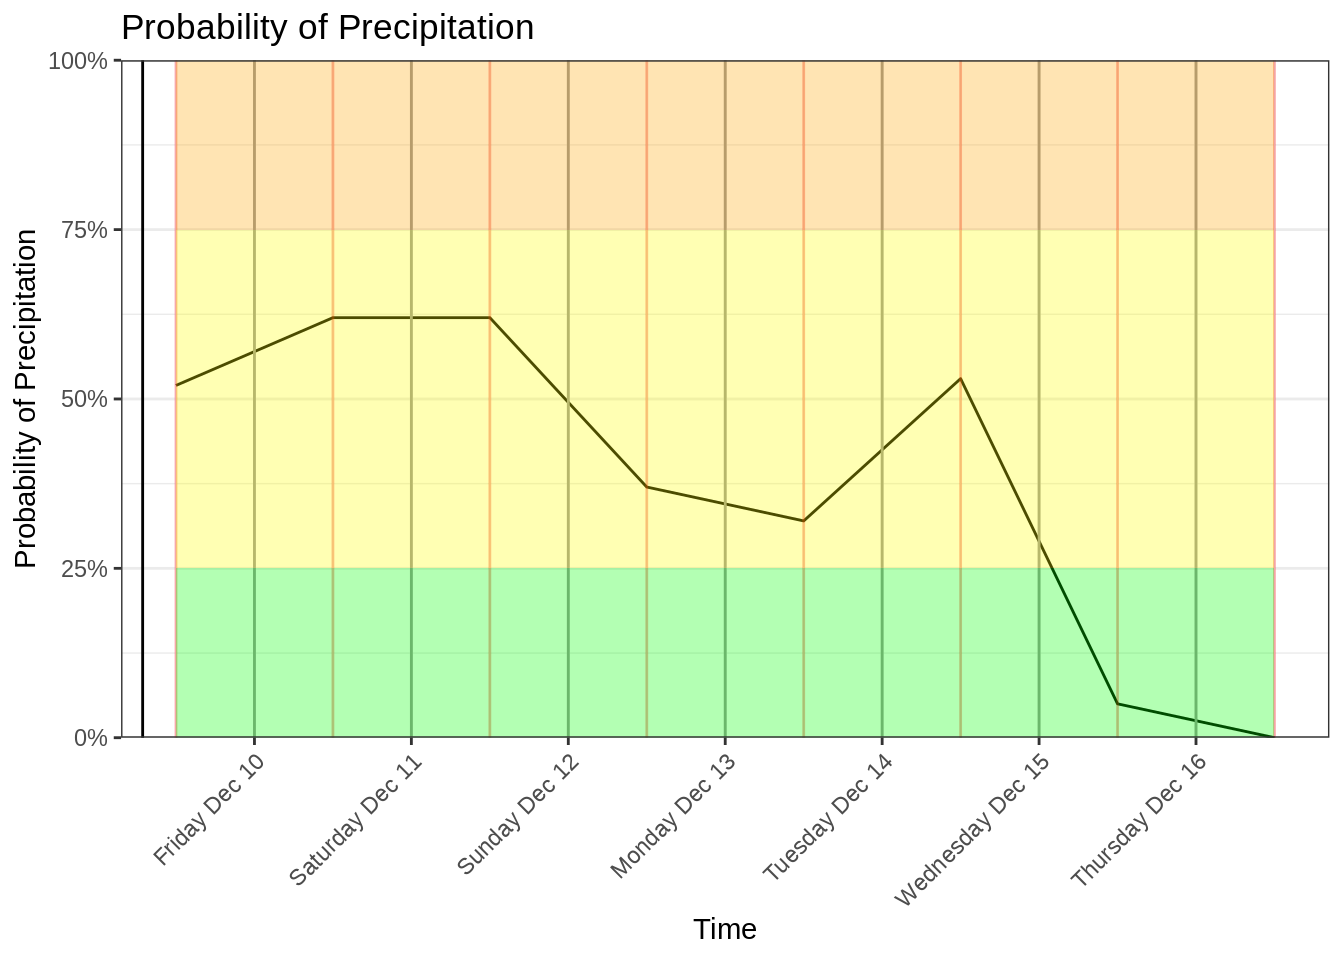 Probability of Precipitation
100%
75%
50%
25%
0%
Probability of Precipitation
Friday Dec 10
Saturday Dec 11
Sunday Dec 12
Monday Dec 13
Tuesday Dec 14
Wednesday Dec 15
Thursday Dec 16
Time